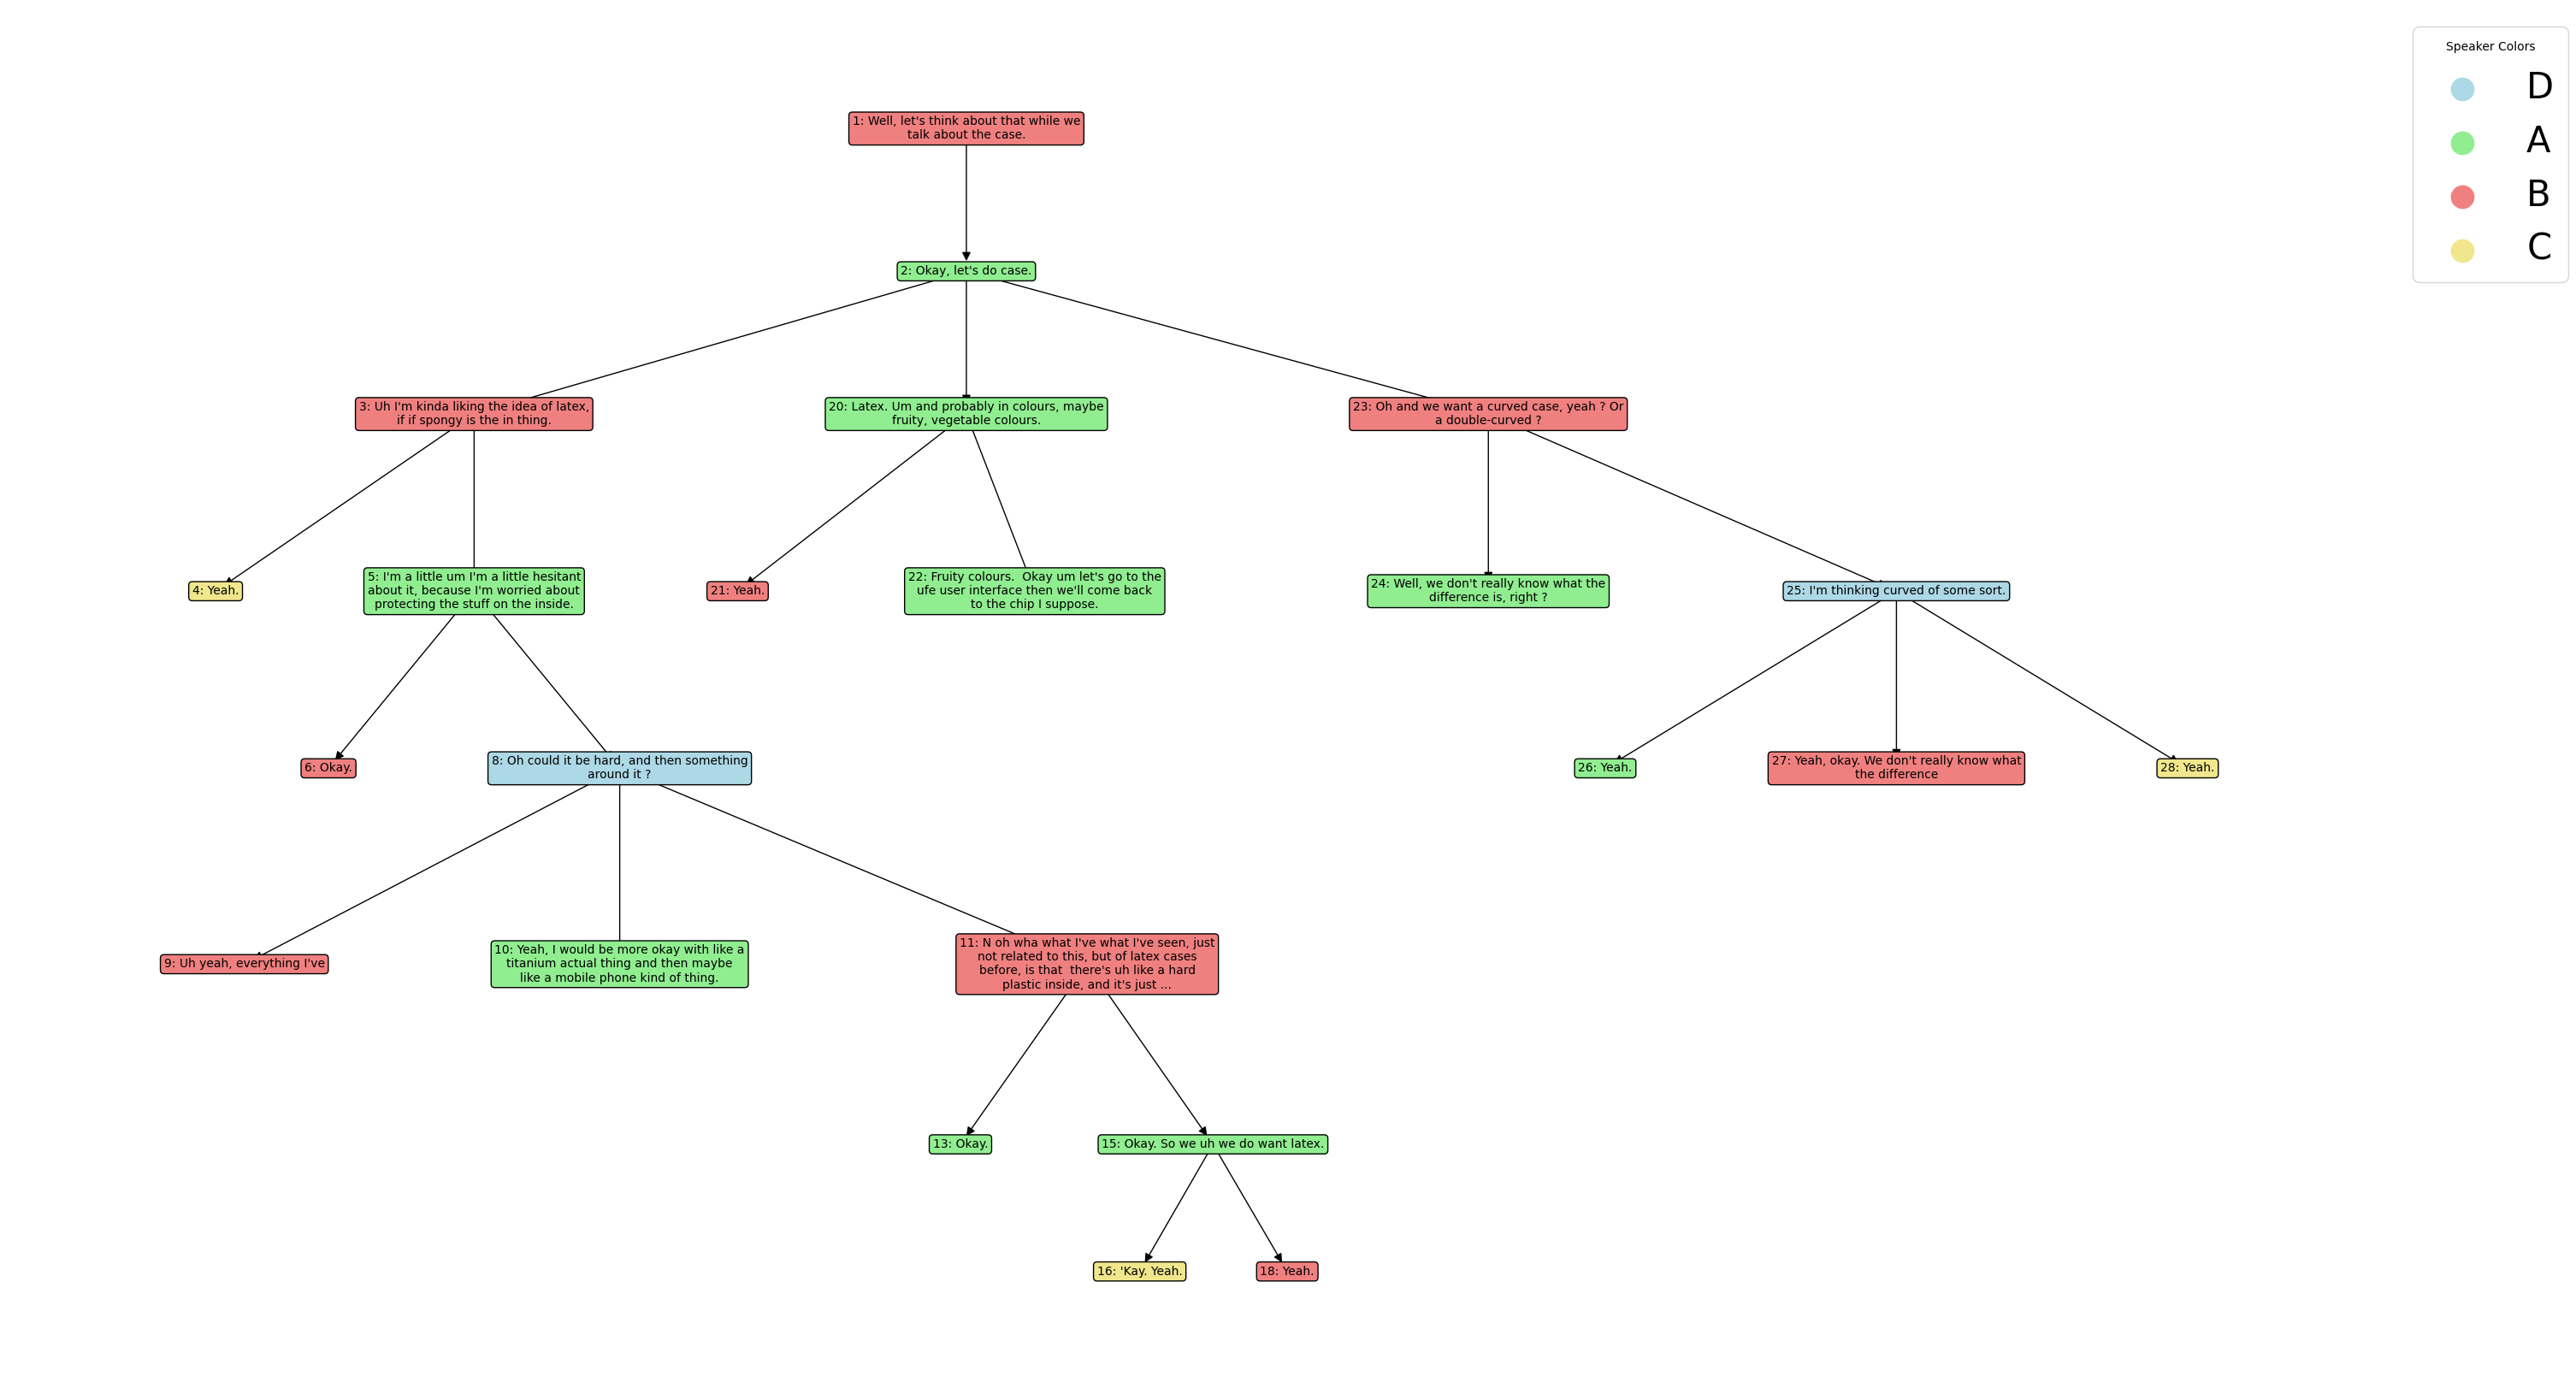 Speaker Colors
D
A
B
C
1: Well, let's think about that while we
talk about the case.
2: Okay, let's do case.
3: Uh I'm kinda liking the idea of latex,
if if spongy is the in thing.
20: Latex. Um and probably in colours, maybe
fruity, vegetable colours.
23: Oh and we want a curved case, yeah ? Or
a double-curved ?
4: Yeah.
5: I'm a little um I'm a little hesitant
about it, because I'm worried about
protecting the stuff on the inside.
21: Yeah.
22: Fruity colours.  Okay um let's go to the
ufe user interface then we'll come back
to the chip I suppose.
24: Well, we don't really know what the
difference is, right ?
25: I'm thinking curved of some sort.
6: Okay.
8: Oh could it be hard, and then something
around it ?
26: Yeah.
27: Yeah, okay. We don't really know what
the difference
28: Yeah.
9: Uh yeah, everything I've
10: Yeah, I would be more okay with like a
titanium actual thing and then maybe
like a mobile phone kind of thing.
11: N oh wha what I've what I've seen, just
not related to this, but of latex cases
before, is that  there's uh like a hard
plastic inside, and it's just ...
13: Okay.
15: Okay. So we uh we do want latex.
16: 'Kay. Yeah.
18: Yeah.